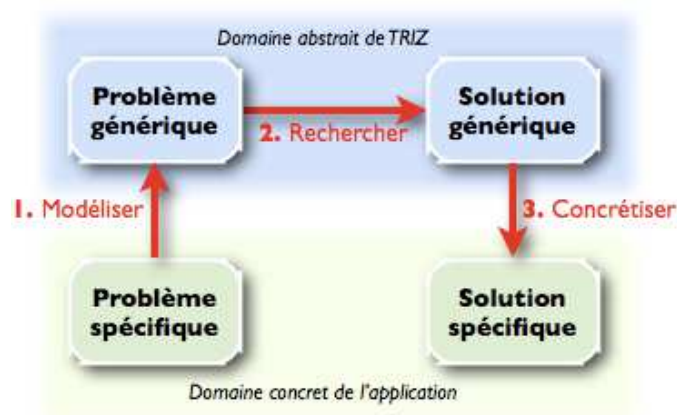 Domaine abstrait de TRIZ
Problème
générique
Solution
générique
2. Rechercher
1. Modéliser
3. Concrétiser
Problème
spécifique
Solution
spécifique
Domaine concret de l'application